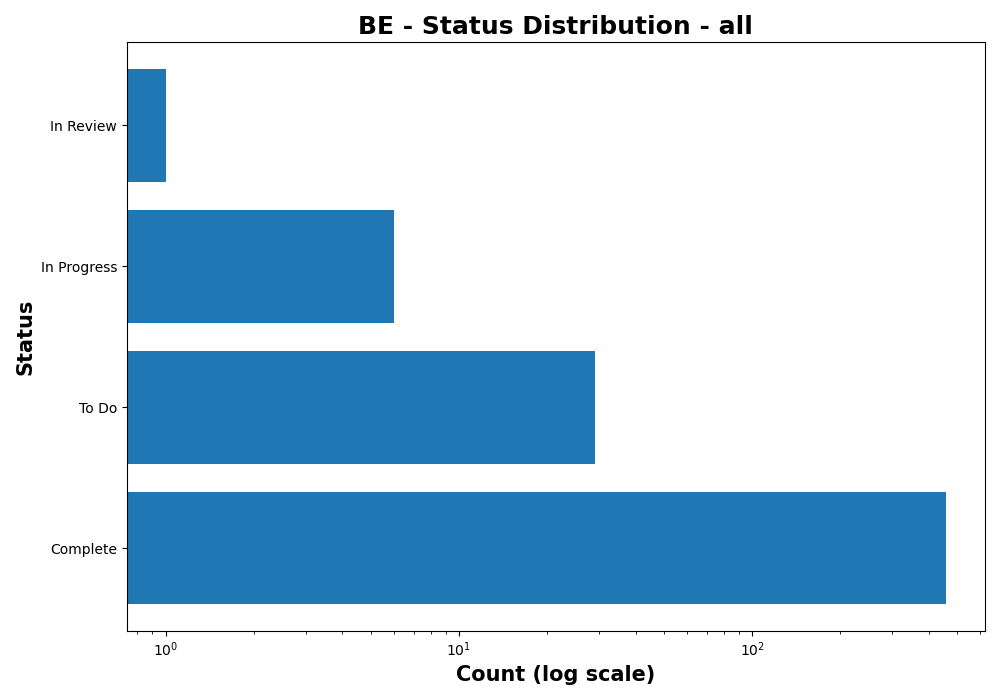 BE - Status Distribution - all
In Review
In Progress
To Do
Complete
Status
10⁰
10¹
10²
Count (log scale)